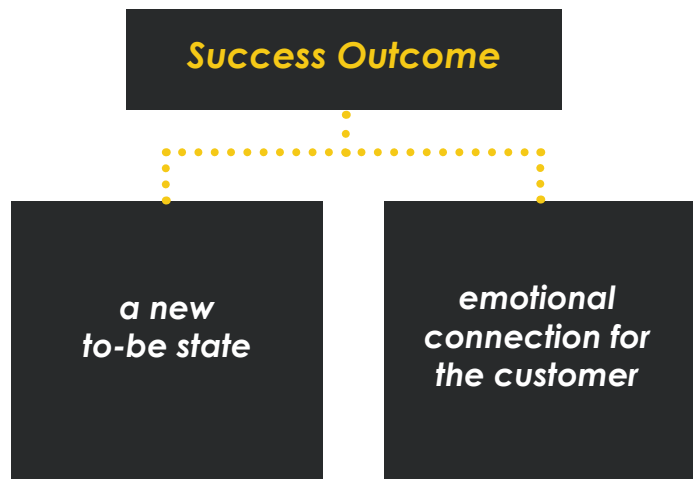 Success Outcome
a new
to-be state
emotional
connection for
the customer